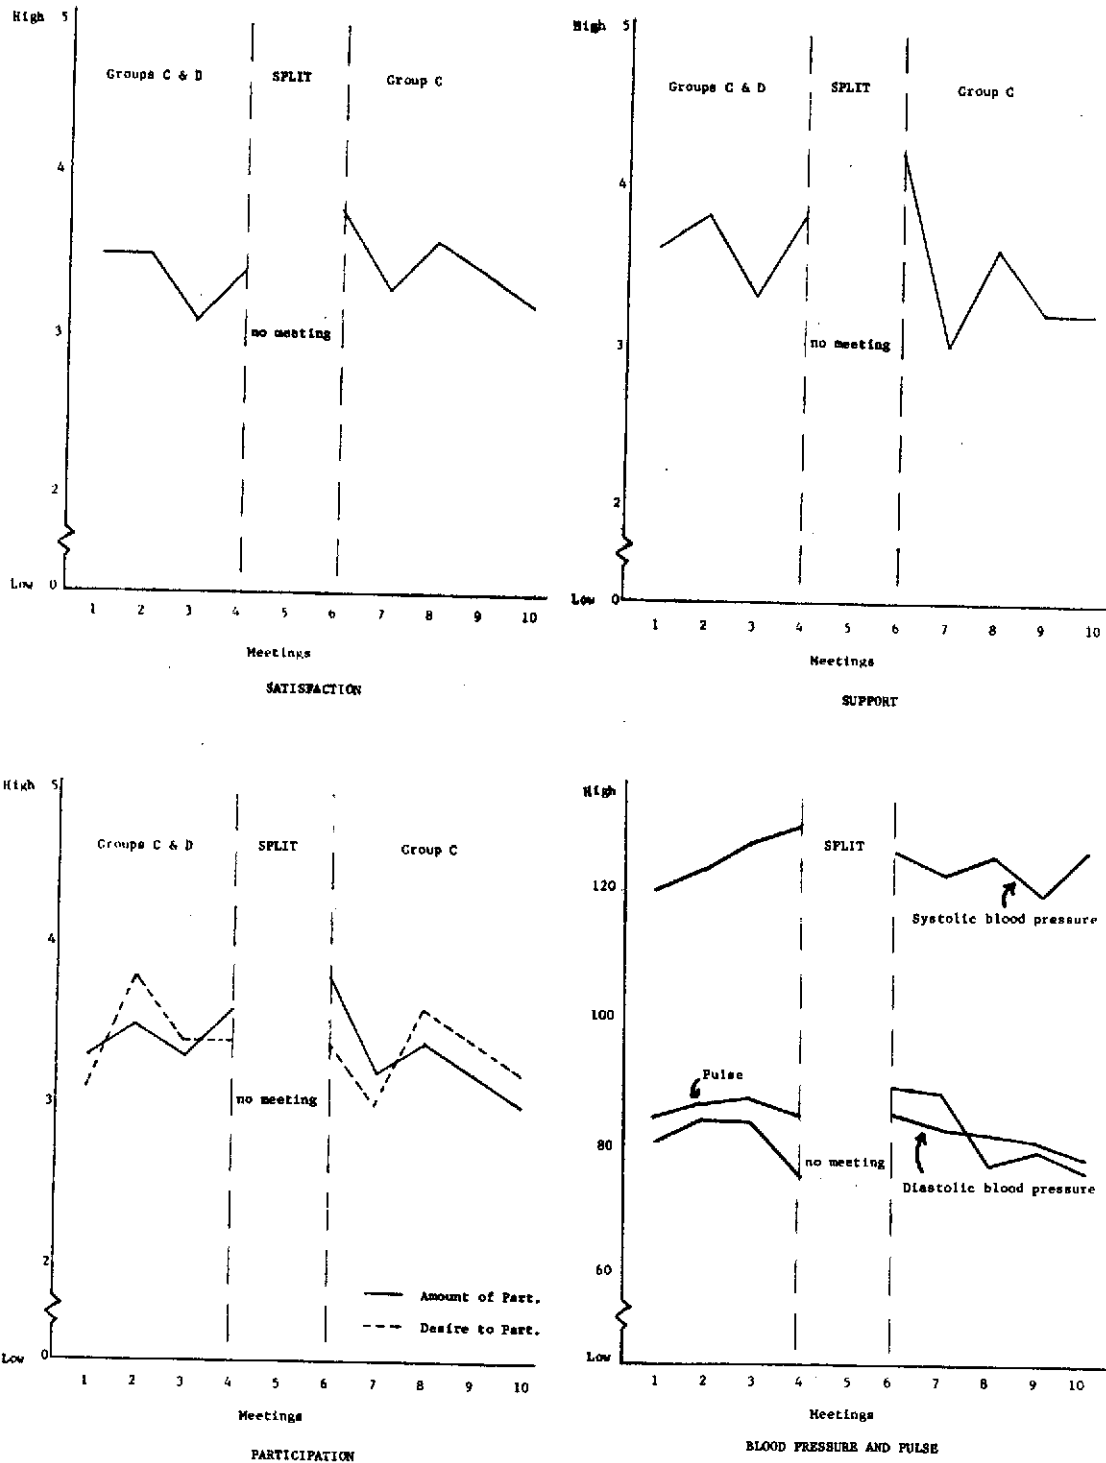 High 5
Groups C & D SPLIT Group C
4
3
no meeting
2
Low 0
1 2 3 4 5 6 7 8 9 10
Meetings
SATISFACTION
High 5
Groups C & D SPLIT Group C
4
3
no meeting
2
Low 0
1 2 3 4 5 6 7 8 9 10
Meetings
SUPPORT
High 5
Groups C & D SPLIT Group C
4
3
no meeting
2
Amount of Part.
Desire to Part.
Low 0
1 2 3 4 5 6 7 8 9 10
Meetings
PARTICIPATION
High
SPLIT
120
Systolic blood pressure
100
Pulse
80
no meeting
Diastolic blood pressure
60
Low
1 2 3 4 5 6 7 8 9 10
Meetings
BLOOD PRESSURE AND PULSE